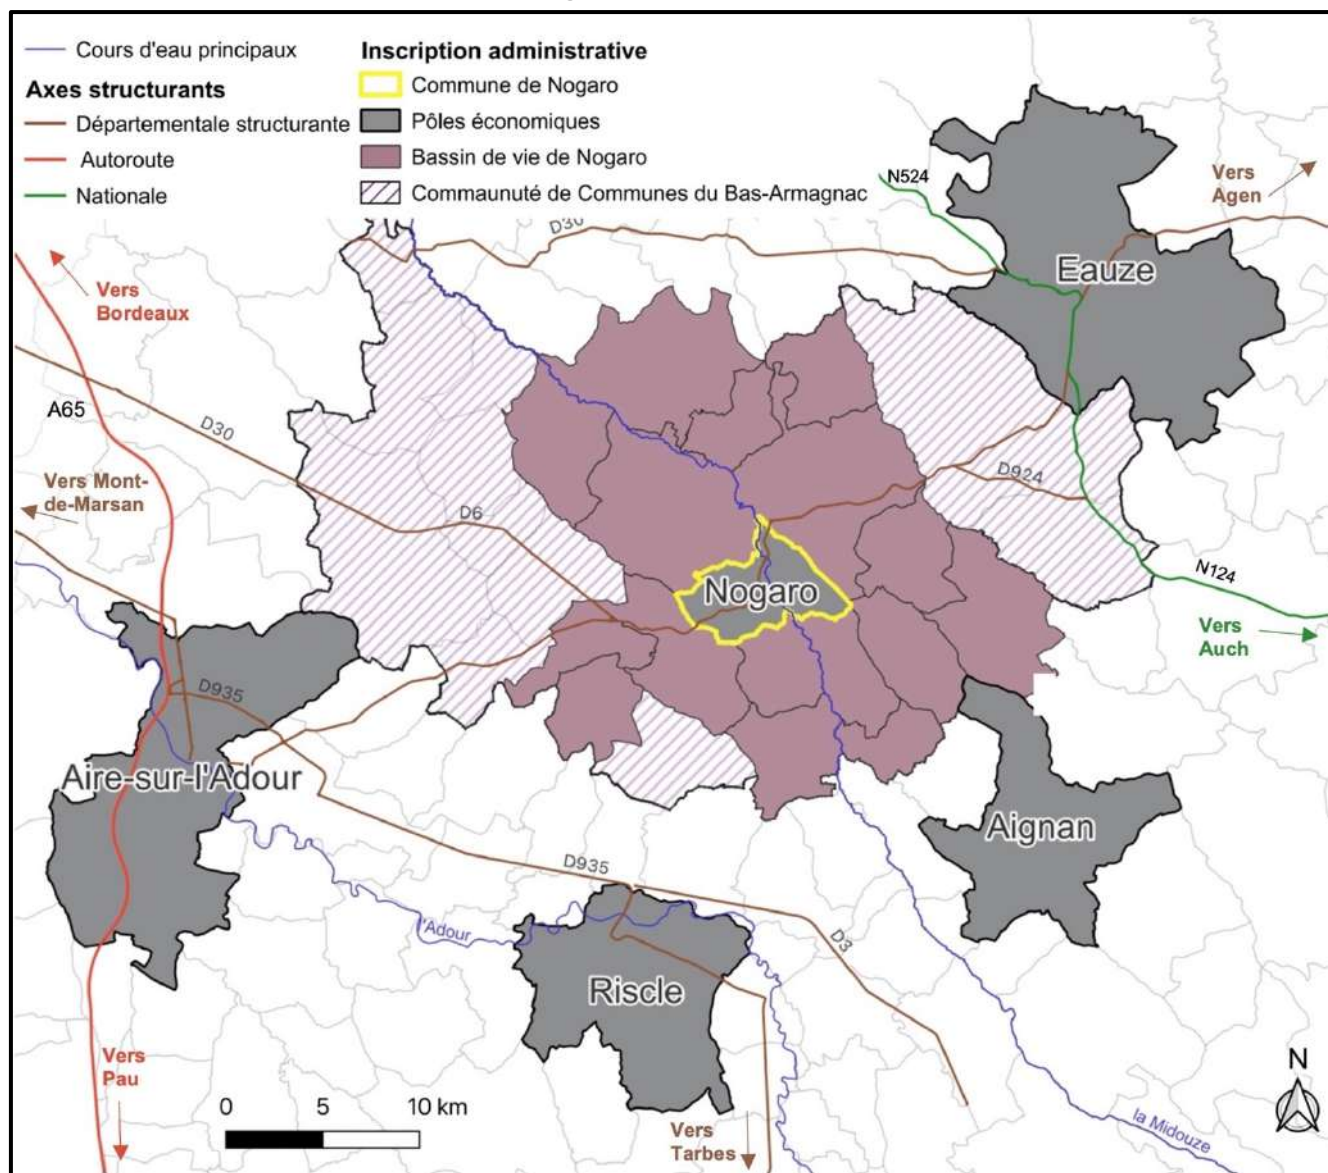 Cours d'eau principaux
Axes structurants
Départementale structurante
Autoroute
Nationale
Inscription administrative
Commune de Nogaro
Pôles économiques
Bassin de vie de Nogaro
Commaunuté de Communes du Bas-Armagnac
N524
Vers
Agen
D30
Eauze
Vers
Bordeaux
A65
D30
Vers Mont-
de-Marsan
D6
D924
N124
Nogaro
Vers
Auch
D935
Aire-sur-l'Adour
Aignan
D935
l'Adour
D3
Riscle
Vers
Pau
0 5 10 km
Vers
Tarbes
la Midouze
N